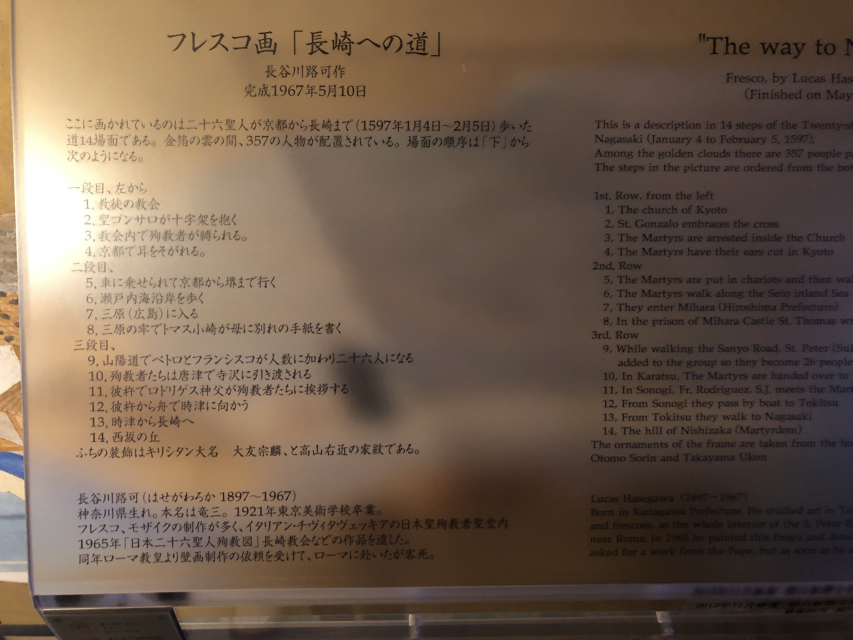 フレスコ画「長崎への道」
長谷川路可作
完成1967年5月10日
ここに画かれているのは二十六聖人が京都から長崎まで(1597年1月4日〜2月5日)歩いた
道14場面である。金箔の雲の間、357の人物が配置されている。場面の順序は「下」から
次のようになる。
一段目、左から
1, 教徒の教会
2, 聖ゴンサロが十字架を抱く
3, 教会内で殉教者が縛られる。
4, 京都で耳をそがれる。
二段目、
5, 車に乗せられて京都から堺まで行く
6, 瀬戸内海沿岸を歩く
7, 三原(広島)に入る
8, 三原の牢でトマス小崎が母に別れの手紙を書く
三段目、
9, 山陽道でペトロとフランシスコが人数に加わり二十六人になる
10, 殉教者たちは唐津で寺沢に引き渡される
11, 彼杵でロドリゲス神父が殉教者たちに挨拶する
12, 彼杵から舟で時津に向かう
13, 時津から長崎へ
14, 西坂の丘
ふちの装飾はキリシタン大名 大友宗麟、と高山右近の家紋である。
長谷川路可(はせがわろか 1897〜1967)
神奈川県生れ。本名は竜三。1921年東京美術学校卒業。
フレスコ、モザイクの制作が多く、イタリアン・チヴィタヴェッキアの日本聖殉教者聖堂内
1965年「日本二十六聖人殉教図」長崎教会などの作品を遺した。
同年ローマ教皇より壁画制作の依頼を受けて、ローマに赴いたが客死。
"The way to N
Fresco, by Lucas Has
(Finished on May
This is a description in 14 steps of the Twenty-s
Nagasaki (January 4 to February 5, 1597).
Among the golden clouds there are 357 people p
The steps in the picture are ordered from the bot
1st, Row, from the left
1, The church of Kyoto
2, St. Gonzalo embraces the cross
3, The Martyrs are arrested inside the Church
4, The Martyrs have their ears cut in Kyoto
2nd, Row
5, The Martyrs are put in chariots and then wal
6, The Martyrs walk along the Seto inland Sea
7, They enter Mihara (Hiroshima Prefecture)
8, In the prison of Mihara Castle St. Thomas w
3rd, Row
9, While walking the Sanyo Road, St. Peter (Su
added to the group so they become 26 people
10, In Karatsu, The Martyrs are handed over to
11, In Sonogi, Fr. Rodriguez, S.J. meets the Mar
12, From Sonogi they pass by boat to Tokitsu
13, From Tokitsu they walk to Nagasaki
14, The hill of Nishizaka (Martyrdom)
The ornaments of the frame are taken from the ho
Otomo Sorin and Takayama Ukon
Lucas Hasegawa (1897〜1967)
Born in Kanagawa Prefecture. He studied art in T
and frescoes, as the whole interior of the S. Peter B
near Rome. In 1965 he painted this fresco and
asked for a work from the Pope, but as soon as he